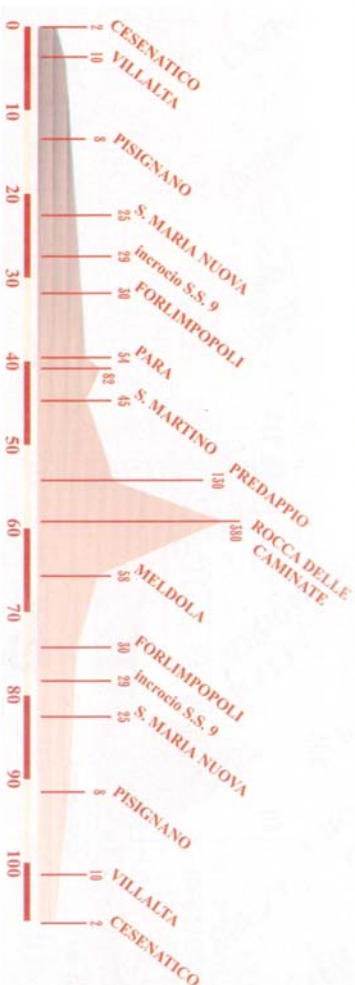 2 CESENATICO
10 VILLALTA
8 PISIGNANO
25 S. MARIA NUOVA
29 incrocio S.S. 9
30 FORLIMPOPOLI
54 PARA
82
45 S. MARTINO
130 PREDAPPIO
380 ROCCA DELLE
CAMINATE
58 MELDOLA
30 FORLIMPOPOLI
29 incrocio S.S. 9
25 S. MARIA NUOVA
8 PISIGNANO
10 VILLALTA
2 CESENATICO
0 10 20 30 40 50 60 70 80 90 100